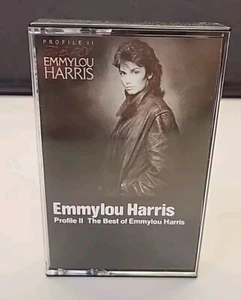 PROFILE II
EMMYLOU
HARRIS
Emmylou Harris
Profile II The Best of Emmylou Harris